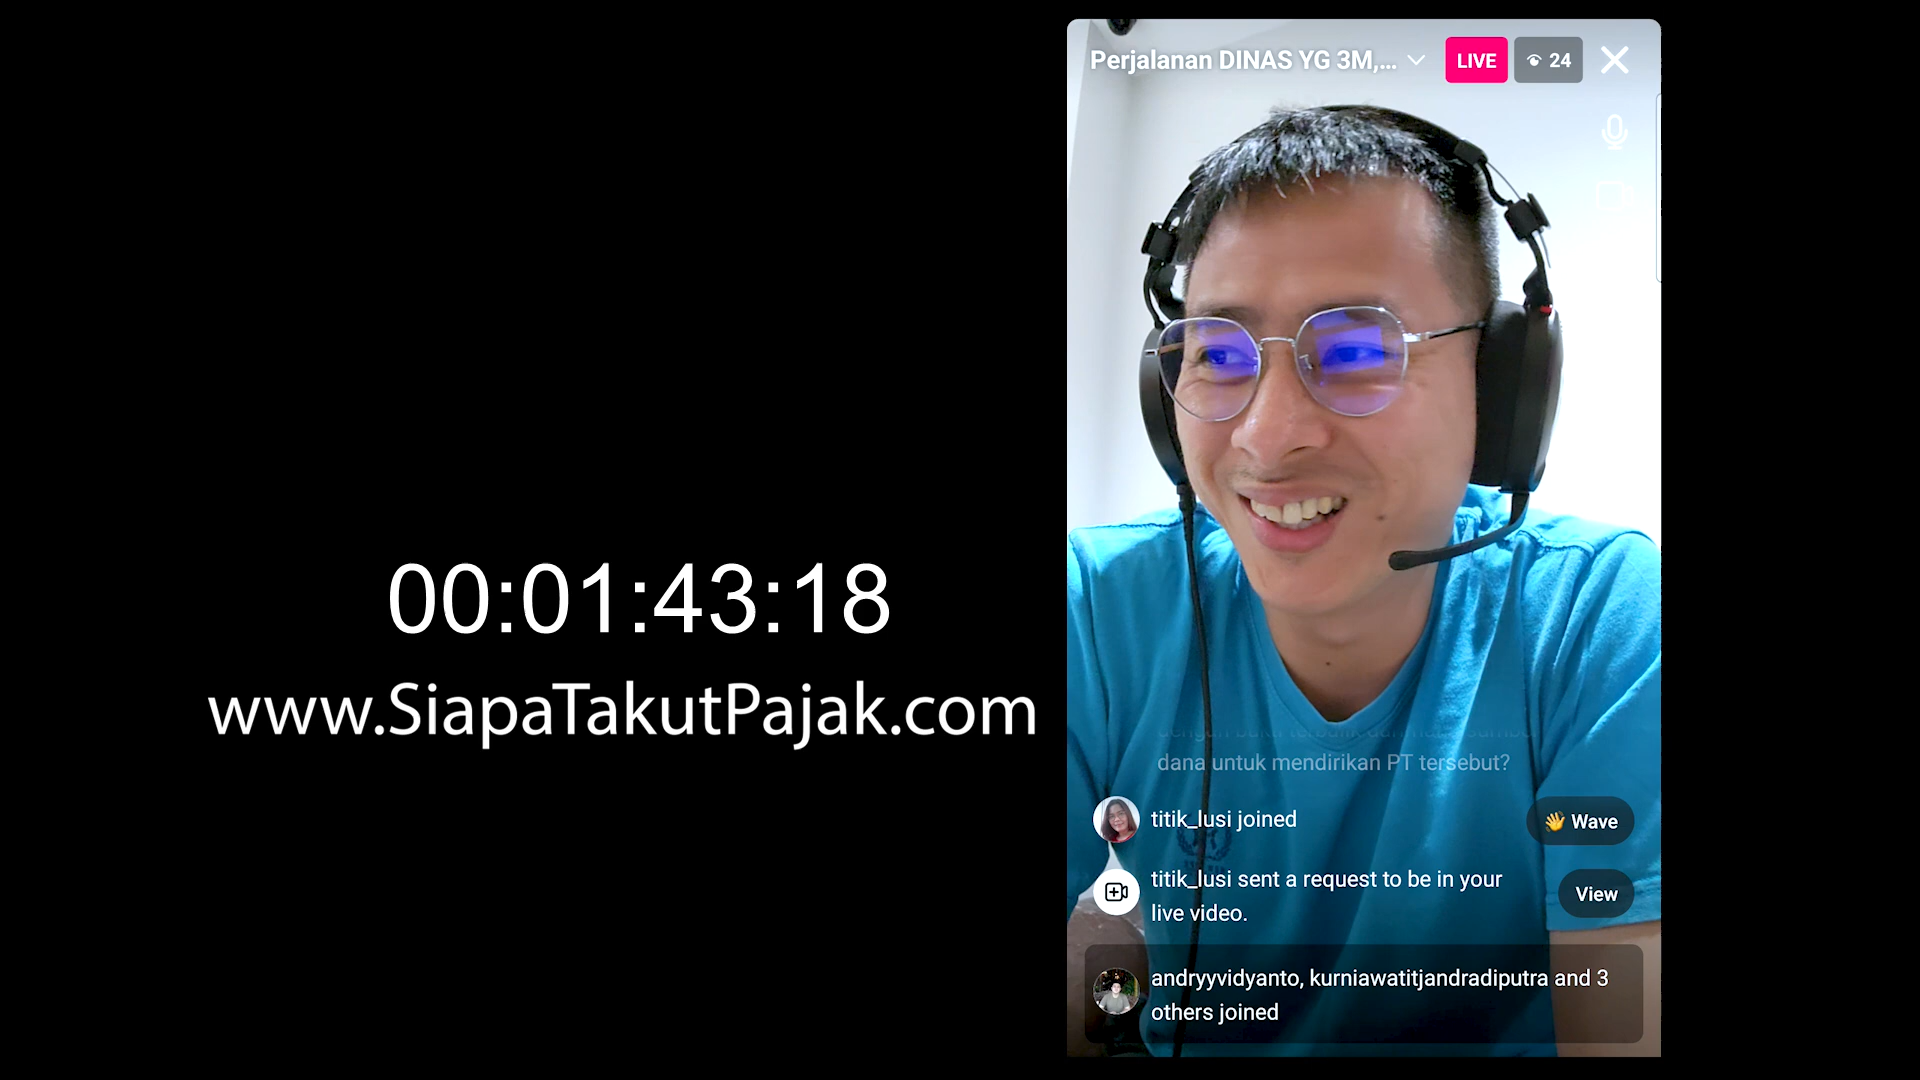 Perjalanan DINAS YG 3M,...
LIVE
24
00:01:43:18
www.SiapaTakutPajak.com
dana untuk mendirikan PT tersebut?
titik_lusi joined
Wave
titik_lusi sent a request to be in your
live video.
View
andryyvidyanto, kurniawatitjandradiputra and 3
others joined